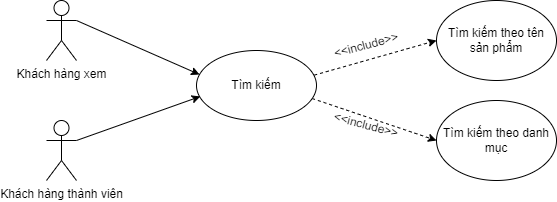 Khách hàng xem
Khách hàng thành viên
Tìm kiếm
<<include>>
<<include>>
Tìm kiếm theo tên
sản phẩm
Tìm kiếm theo danh
mục